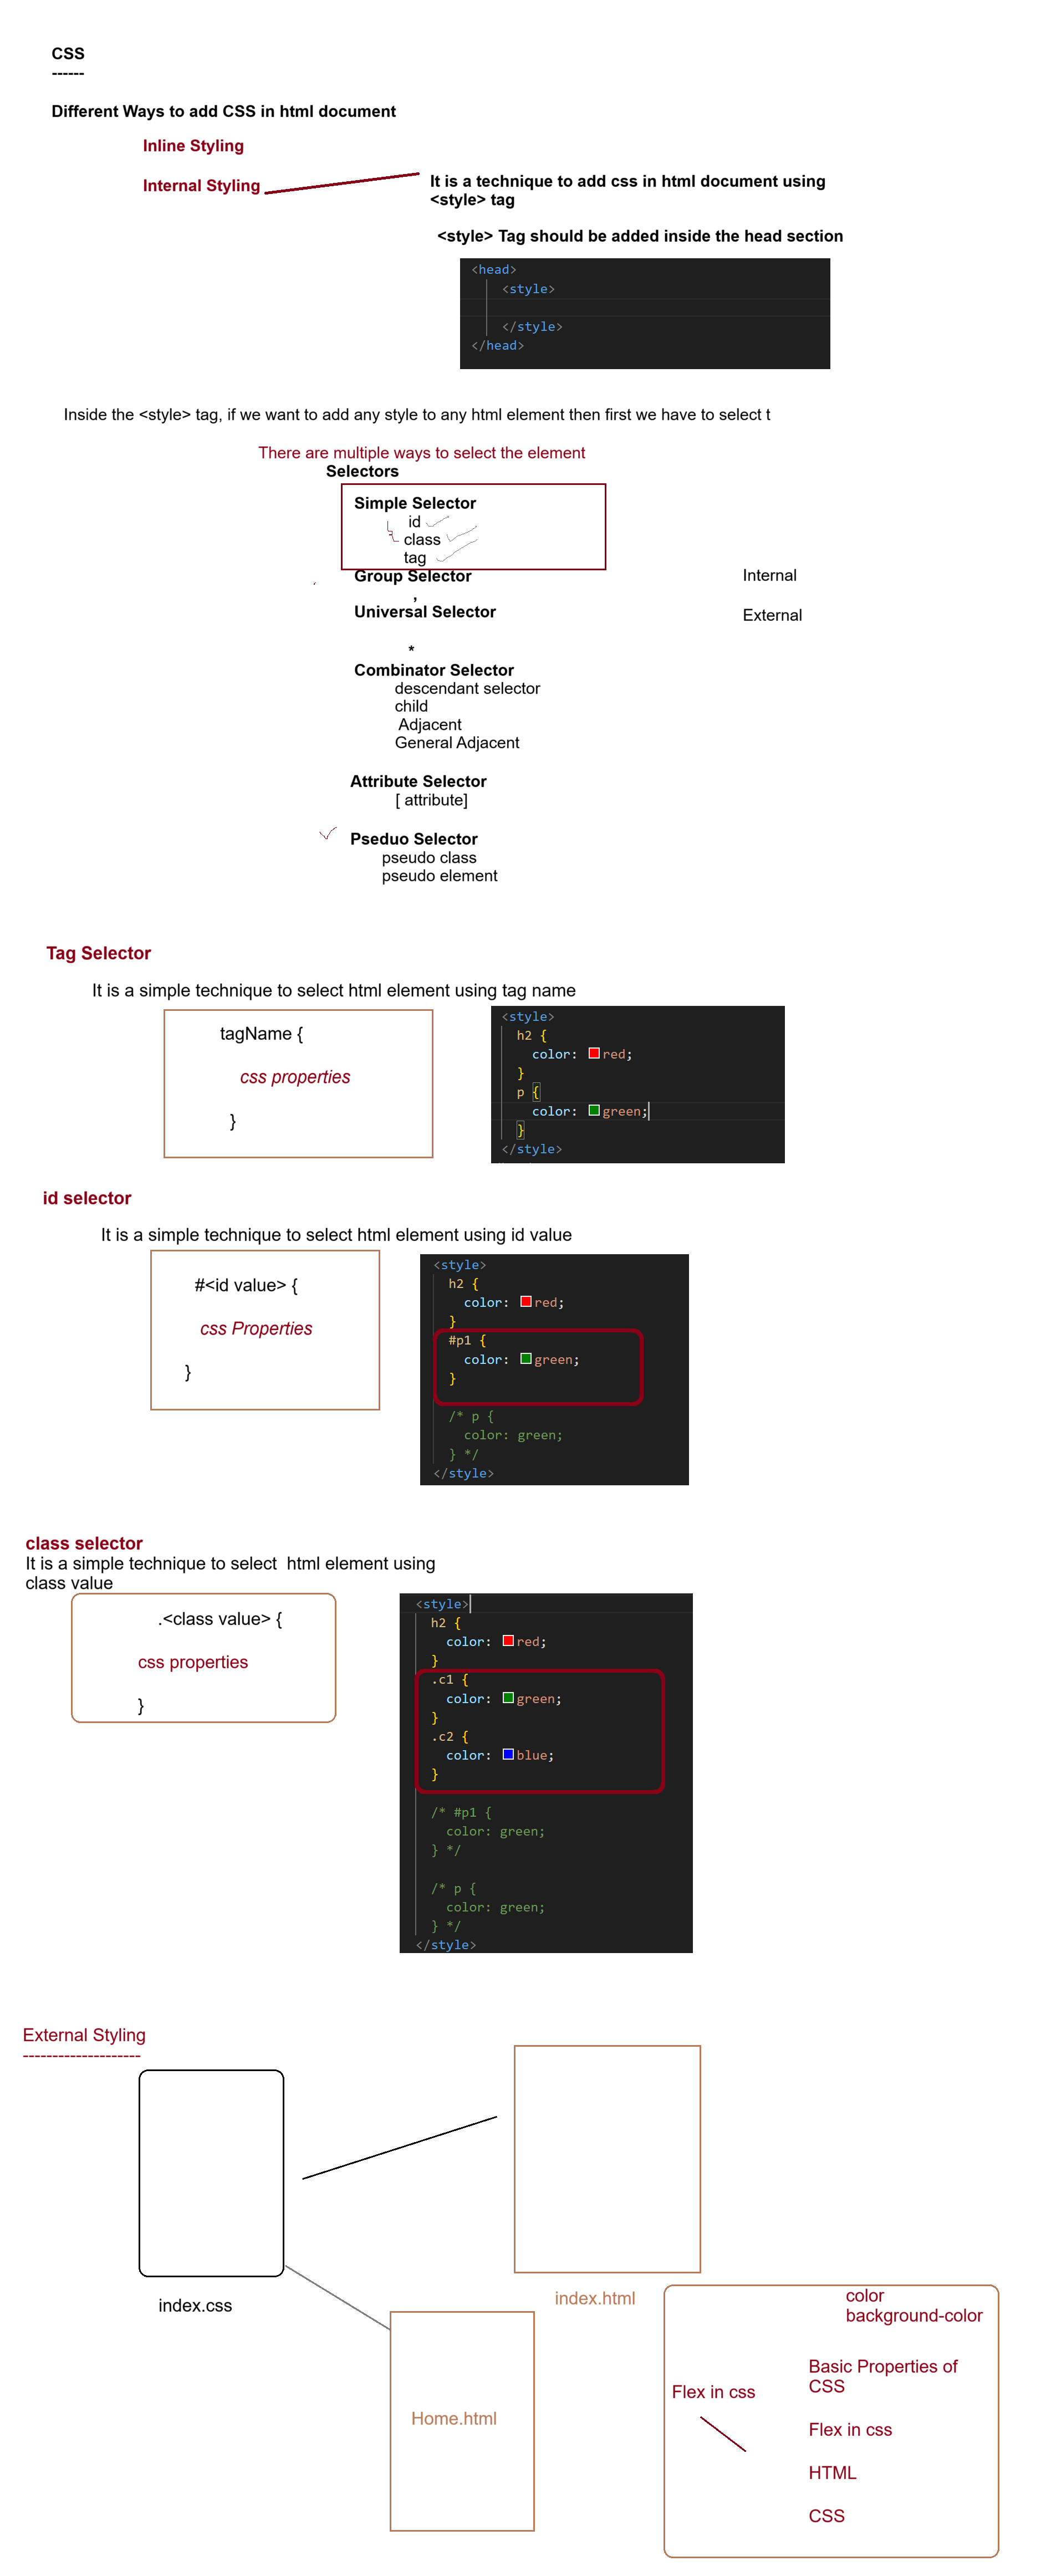 CSS
------
Different Ways to add CSS in html document
Inline Styling
Internal Styling
It is a technique to add css in html document using
<style> tag
<style> Tag should be added inside the head section
<head>
<style>
</style>
</head>
Inside the <style> tag, if we want to add any style to any html element then first we have to select t
There are multiple ways to select the element
Selectors
Simple Selector
id
class
tag
Group Selector
,
Universal Selector
*
Internal
External
Combinator Selector
descendant selector
child
Adjacent
General Adjacent
Attribute Selector
[ attribute]
Pseduo Selector
pseudo class
pseudo element
Tag Selector
It is a simple technique to select html element using tag name
tagName {
css properties
}
<style>
h2 {
color: red;
}
p {
color: green;
}
</style>
id selector
It is a simple technique to select html element using id value
#<id value> {
css Properties
}
<style>
h2 {
color: red;
}
#p1 {
color: green;
}
/* p {
color: green;
} */
</style>
class selector
It is a simple technique to select  html element using
class value
.<class value> {
css properties
}
<style>
h2 {
color: red;
}
.c1 {
color: green;
}
.c2 {
color: blue;
}
/* #p1 {
color: green;
} */
/* p {
color: green;
} */
</style>
External Styling
--------------------
index.css
index.html
Home.html
color
background-color
Basic Properties of
CSS
Flex in css
Flex in css
HTML
CSS